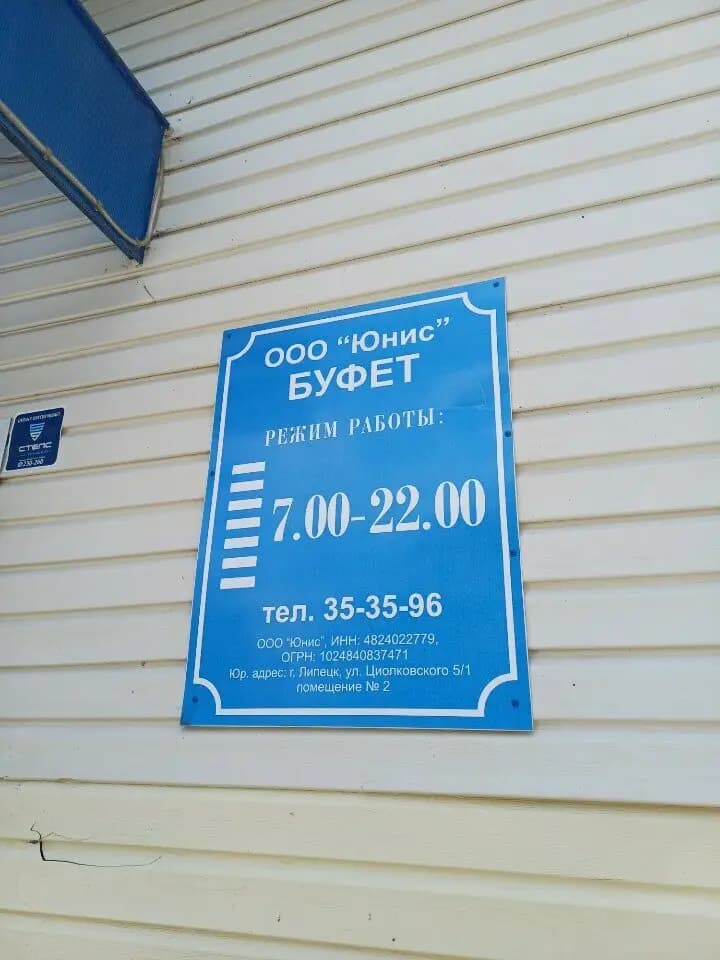 ООО “Юнис”
БУФЕТ
РЕЖИМ РАБОТЫ:
7.00-22.00
тел. 35-35-96
ООО “Юнис”, ИНН: 4824022779,
ОГРН: 1024840837471
Юр. адрес: г. Липецк, ул. Циолковского 5/1
помещение № 2
СТЕЛС